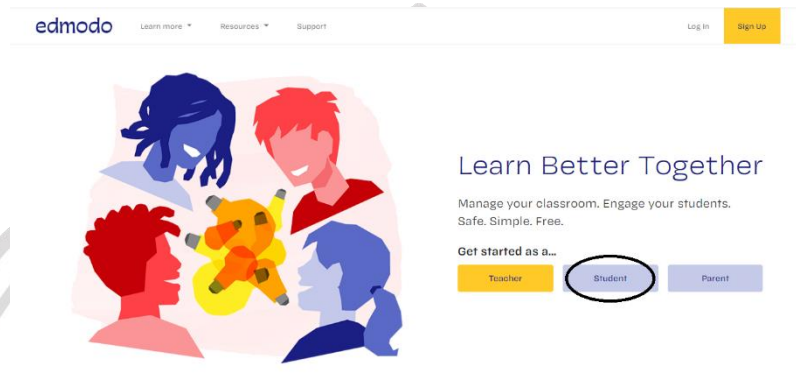 edmodo Learn more Resources Support Log In Sign Up
Learn Better Together
Manage your classroom. Engage your students.
Safe. Simple. Free.
Get started as a...
Teacher Student Parent